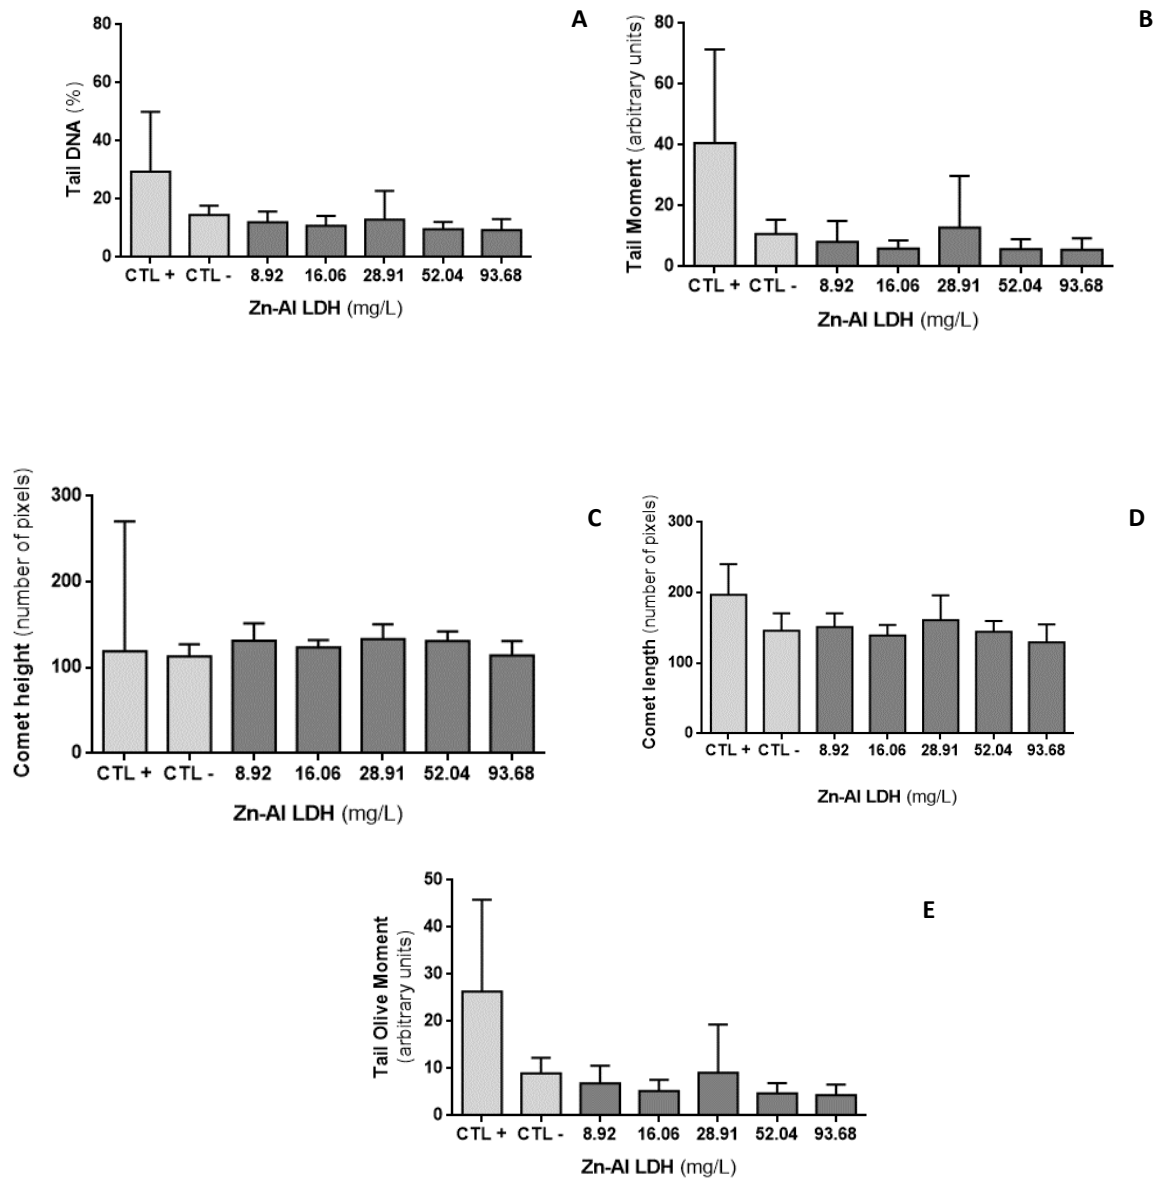 A
Tail DNA (%)
80
60
40
20
0
CTL + CTL - 8.92 16.06 28.91 52.04 93.68
Zn-Al LDH (mg/L)
B
Tail Moment (arbitrary units)
80
60
40
20
0
CTL + CTL - 8.92 16.06 28.91 52.04 93.68
Zn-Al LDH (mg/L)
C
Comet height (number of pixels)
300
200
100
0
CTL + CTL - 8.92 16.06 28.91 52.04 93.68
Zn-Al LDH (mg/L)
D
Comet length (number of pixels)
300
200
100
0
CTL + CTL - 8.92 16.06 28.91 52.04 93.68
Zn-Al LDH (mg/L)
E
Tail Olive Moment
(arbitrary units)
50
40
30
20
10
0
CTL + CTL - 8.92 16.06 28.91 52.04 93.68
Zn-Al LDH (mg/L)